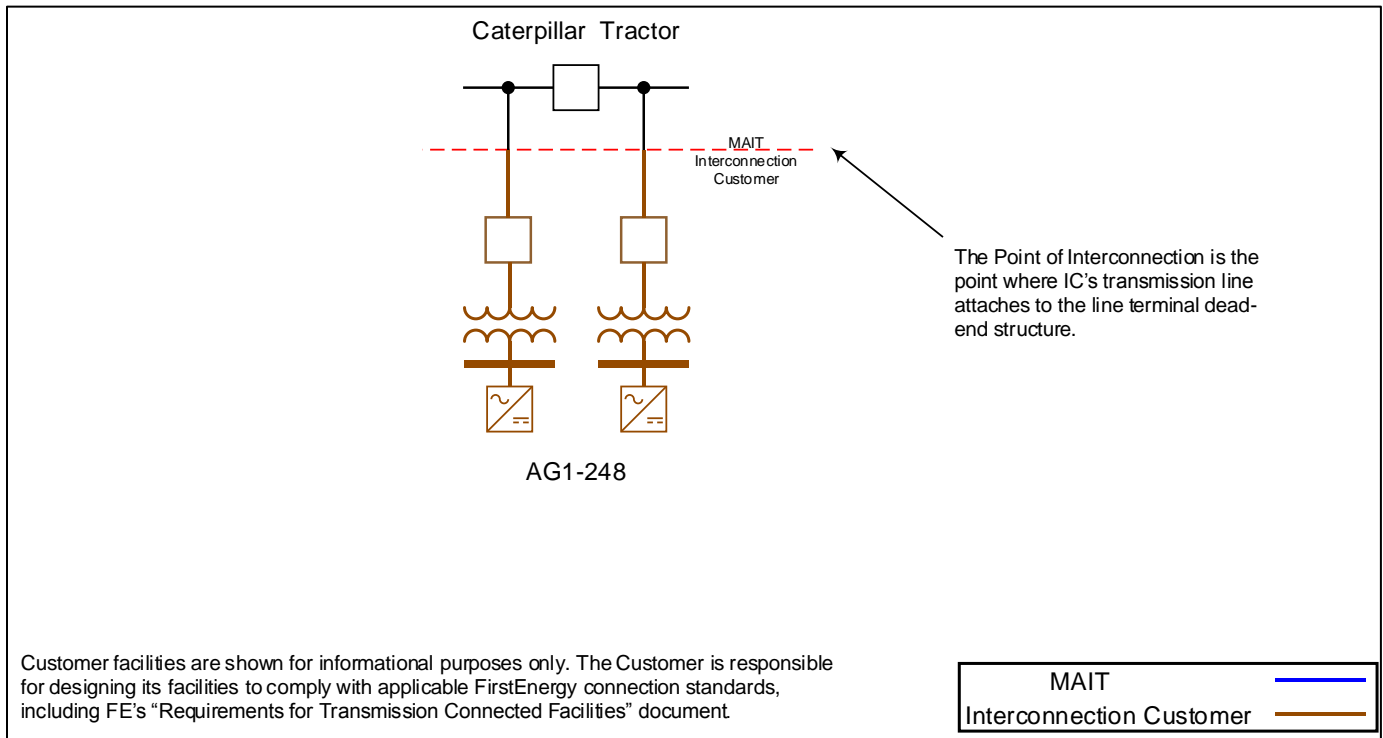 Caterpillar Tractor
MAIT
Interconnection
Customer
The Point of Interconnection is the
point where IC's transmission line
attaches to the line terminal dead-
end structure.
AG1-248
Customer facilities are shown for informational purposes only. The Customer is responsible
for designing its facilities to comply with applicable FirstEnergy connection standards,
including FE's “Requirements for Transmission Connected Facilities” document.
MAIT
Interconnection Customer